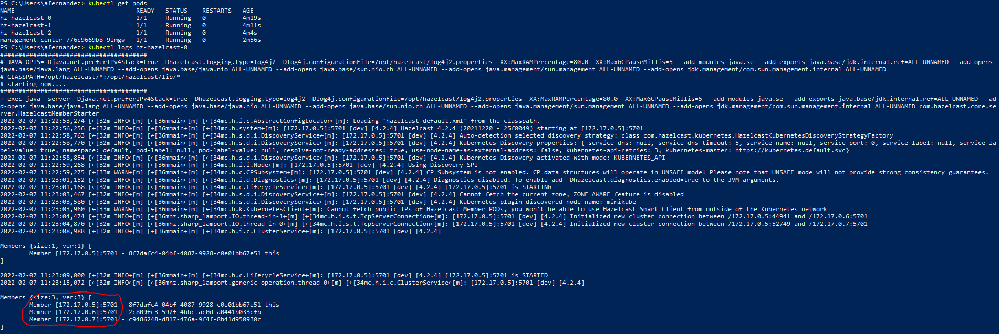 PS C:\Users\afernandez> kubectl get pods
NAME READY STATUS RESTARTS AGE
hz-hazelcast-0 1/1 Running 0 4m19s
hz-hazelcast-1 1/1 Running 0 4m11s
hz-hazelcast-2 1/1 Running 0 4m4s
management-center-776c9669b8-9lmgw 1/1 Running 0 2m56s
PS C:\Users\afernandez> kubectl logs hz-hazelcast-0
########################################
# JAVA_OPTS=-Djava.net.preferIPv4Stack=true -Dhazelcast.logging.type=log4j2 -Dlog4j.configurationFile=/opt/hazelcast/log4j2.properties -XX:MaxRAMPercentage=80.0 -XX:MaxGCPauseMillis=5 --add-modules java.se --add-exports java.base/jdk.internal.ref=ALL-UNNAMED --add-opens
java.base/java.lang=ALL-UNNAMED --add-opens java.base/java.nio=ALL-UNNAMED --add-opens java.base/sun.nio.ch=ALL-UNNAMED --add-opens java.management/sun.management=ALL-UNNAMED --add-opens jdk.management/com.sun.management.internal=ALL-UNNAMED
# CLASSPATH=/opt/hazelcast/*:/opt/hazelcast/lib/*
# starting now....
########################################
+ exec java -server -Djava.net.preferIPv4Stack=true -Dhazelcast.logging.type=log4j2 -Dlog4j.configurationFile=/opt/hazelcast/log4j2.properties -XX:MaxRAMPercentage=80.0 -XX:MaxGCPauseMillis=5 --add-modules java.se --add-exports java.base/jdk.internal.ref=ALL-UNNAMED --ad
d-opens java.base/java.lang=ALL-UNNAMED --add-opens java.base/java.nio=ALL-UNNAMED --add-opens java.base/sun.nio.ch=ALL-UNNAMED --add-opens java.management/sun.management=ALL-UNNAMED --add-opens jdk.management/com.sun.management.internal=ALL-UNNAMED com.hazelcast.core.se
rver.HazelcastMemberStarter
2022-02-07 11:22:53,274 [←[32m INFO←[m] [←[36mmain←[m] [←[34mc.h.i.c.AbstractConfigLocator←[m]: Loading 'hazelcast-default.xml' from the classpath.
2022-02-07 11:22:56,256 [←[32m INFO←[m] [←[36mmain←[m] [←[34mc.h.system←[m]: [172.17.0.5]:5701 [dev] [4.2.4] Hazelcast 4.2.4 (20211220 - 25f0049) starting at [172.17.0.5]:5701
2022-02-07 11:22:58,763 [←[32m INFO←[m] [←[36mmain←[m] [←[34mc.h.s.d.i.DiscoveryService←[m]: [172.17.0.5]:5701 [dev] [4.2.4] Auto-detection selected discovery strategy: class com.hazelcast.kubernetes.HazelcastKubernetesDiscoveryStrategyFactory
2022-02-07 11:22:58,770 [←[32m INFO←[m] [←[36mmain←[m] [←[34mc.h.s.d.i.DiscoveryService←[m]: [172.17.0.5]:5701 [dev] [4.2.4] Kubernetes Discovery properties: { service-dns: null, service-dns-timeout: 5, service-name: null, service-port: 0, service-label: null, service-la
bel-value: true, namespace: default, pod-label: null, pod-label-value: null, resolve-not-ready-addresses: true, use-node-name-as-external-address: false, kubernetes-api-retries: 3, kubernetes-master: https://kubernetes.default.svc}
2022-02-07 11:22:58,854 [←[32m INFO←[m] [←[36mmain←[m] [←[34mc.h.s.d.i.DiscoveryService←[m]: [172.17.0.5]:5701 [dev] [4.2.4] Kubernetes Discovery activated with mode: KUBERNETES_API
2022-02-07 11:22:59,268 [←[32m INFO←[m] [←[36mmain←[m] [←[34mc.h.i.i.Node←[m]: [172.17.0.5]:5701 [dev] [4.2.4] Using Discovery SPI
2022-02-07 11:22:59,275 [←[33m WARN←[m] [←[36mmain←[m] [←[34mc.h.c.CPSubsystem←[m]: [172.17.0.5]:5701 [dev] [4.2.4] CP Subsystem is not enabled. CP data structures will operate in UNSAFE mode! Please note that UNSAFE mode will not provide strong consistency guarantees.
2022-02-07 11:23:01,152 [←[32m INFO←[m] [←[36mmain←[m] [←[34mc.h.i.d.Diagnostics←[m]: [172.17.0.5]:5701 [dev] [4.2.4] Diagnostics disabled. To enable add -Dhazelcast.diagnostics.enabled=true to the JVM arguments.
2022-02-07 11:23:01,168 [←[32m INFO←[m] [←[36mmain←[m] [←[34mc.h.c.LifecycleService←[m]: [172.17.0.5]:5701 [dev] [4.2.4] [172.17.0.5]:5701 is STARTING
2022-02-07 11:23:03,467 [←[32m INFO←[m] [←[36mmain←[m] [←[34mc.h.s.d.i.DiscoveryService←[m]: [172.17.0.5]:5701 [dev] [4.2.4] Cannot fetch the current zone, ZONE_AWARE feature is disabled
2022-02-07 11:23:03,580 [←[32m INFO←[m] [←[36mmain←[m] [←[34mc.h.s.d.i.DiscoveryService←[m]: [172.17.0.5]:5701 [dev] [4.2.4] Kubernetes plugin discovered node name: minikube
2022-02-07 11:23:03,960 [←[33m WARN←[m] [←[36mmain←[m] [←[34mc.h.k.KubernetesClient←[m]: Cannot fetch public IPs of Hazelcast Member PODs, you won't be able to use Hazelcast Smart Client from outside of the Kubernetes network
2022-02-07 11:23:04,474 [←[32m INFO←[m] [←[36mhz.sharp_lamport.IO.thread-in-1←[m] [←[34mc.h.i.s.t.TcpServerConnection←[m]: [172.17.0.5]:5701 [dev] [4.2.4] Initialized new cluster connection between /172.17.0.5:44941 and /172.17.0.6:5701
2022-02-07 11:23:04,870 [←[32m INFO←[m] [←[36mhz.sharp_lamport.IO.thread-in-0←[m] [←[34mc.h.i.s.t.TcpServerConnection←[m]: [172.17.0.5]:5701 [dev] [4.2.4] Initialized new cluster connection between /172.17.0.5:52749 and /172.17.0.7:5701
2022-02-07 11:23:08,988 [←[32m INFO←[m] [←[36mmain←[m] [←[34mc.h.i.c.ClusterService←[m]: [172.17.0.5]:5701 [dev] [4.2.4]
Members {size:1, ver:1} [
Member [172.17.0.5]:5701 - 8f7dafc4-04bf-4087-9928-c0e01bb67e51 this
]
2022-02-07 11:23:09,000 [←[32m INFO←[m] [←[36mmain←[m] [←[34mc.h.c.LifecycleService←[m]: [172.17.0.5]:5701 [dev] [4.2.4] [172.17.0.5]:5701 is STARTED
2022-02-07 11:23:15,072 [←[32m INFO←[m] [←[36mhz.sharp_lamport.generic-operation.thread-0←[m] [←[34mc.h.i.c.ClusterService←[m]: [172.17.0.5]:5701 [dev] [4.2.4]
Members {size:3, ver:3} [
Member [172.17.0.5]:5701 - 8f7dafc4-04bf-4087-9928-c0e01bb67e51 this
Member [172.17.0.6]:5701 - 2c809fc3-592f-4bbc-ac0d-a0441b033cfb
Member [172.17.0.7]:5701 - c9486248-d817-476a-9f4f-8b41d950930c
]